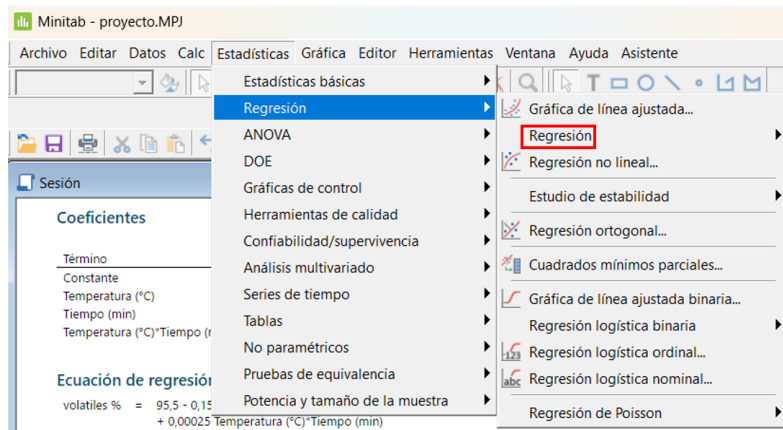 Minitab - proyecto.MPJ
Archivo Editar Datos Calc Estadísticas Gráfica Editor Herramientas Ventana Ayuda Asistente
Estadísticas básicas
Regresión
ANOVA
DOE
Gráficas de control
Herramientas de calidad
Confiabilidad/supervivencia
Análisis multivariado
Series de tiempo
Tablas
No paramétricos
Pruebas de equivalencia
Potencia y tamaño de la muestra
Gráfica de línea ajustada...
Regresión
Regresión no lineal...
Estudio de estabilidad
Regresión ortogonal...
Cuadrados mínimos parciales...
Gráfica de línea ajustada binaria...
Regresión logística binaria
Regresión logística ordinal...
Regresión logística nominal...
Regresión de Poisson
Sesión
Coeficientes
Término
Constante
Temperatura (°C)
Tiempo (min)
Temperatura (°C)*Tiempo (r
Ecuación de regresiór
volatiles % = 95,5 - 0,15
+ 0,00025 Temperatura (°C)*Tiempo (min)